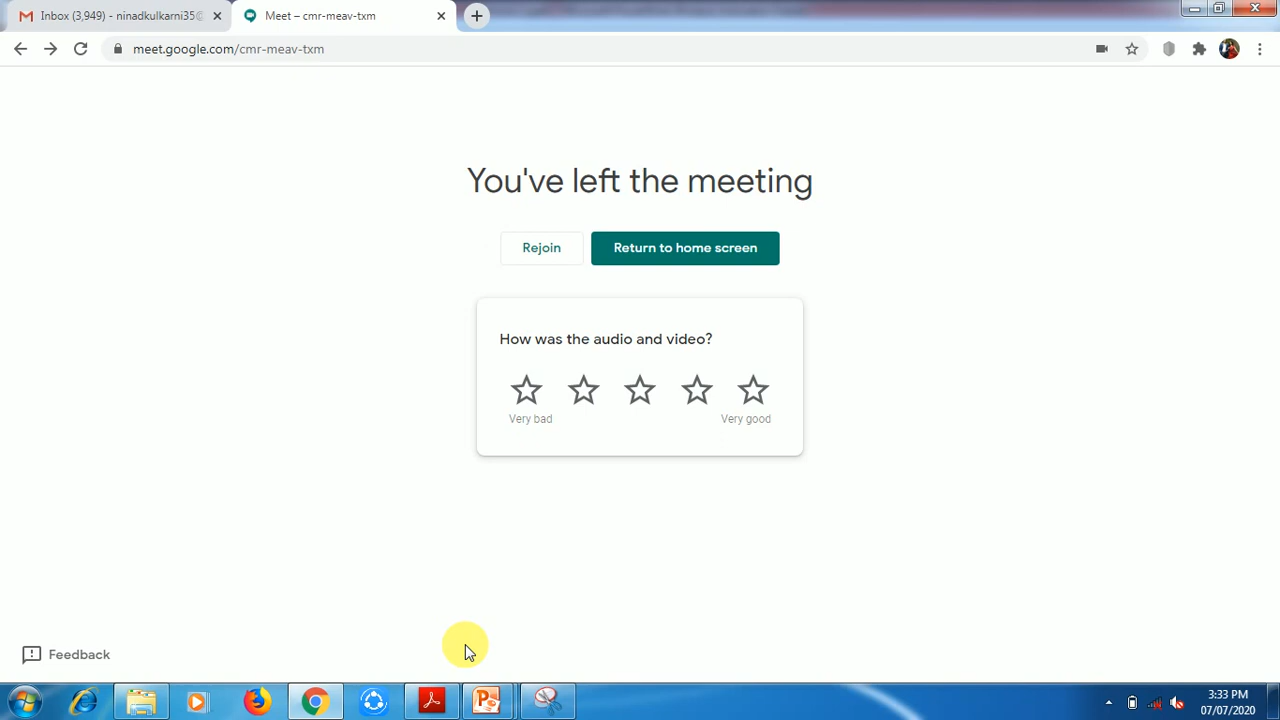 Inbox (3,949) - ninadkulkarni35@
Meet – cmr-meav-txm
meet.google.com/cmr-meav-txm
You've left the meeting
Rejoin
Return to home screen
How was the audio and video?
Very bad
Very good
Feedback
3:33 PM
07/07/2020